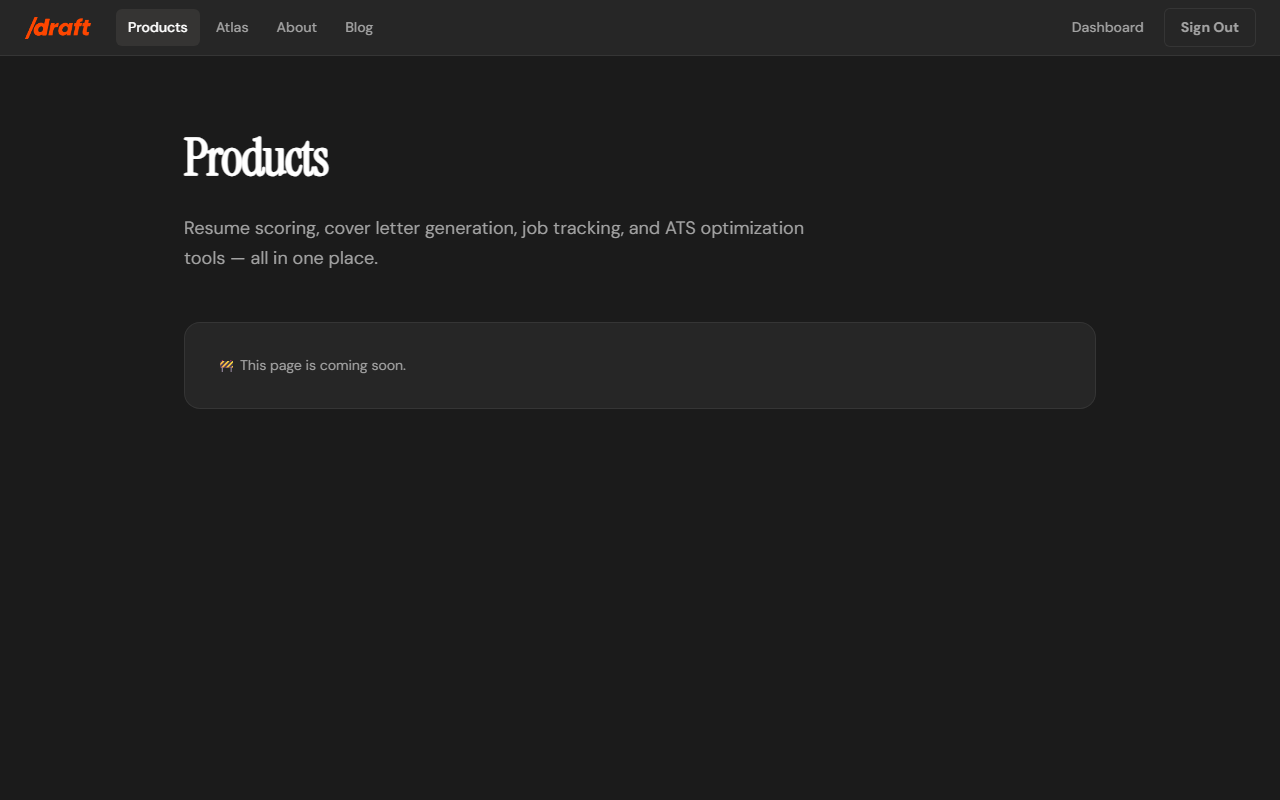 /draft
Products
Atlas
About
Blog
Dashboard
Sign Out
Products
Resume scoring, cover letter generation, job tracking, and ATS optimization
tools — all in one place.
🚧 This page is coming soon.